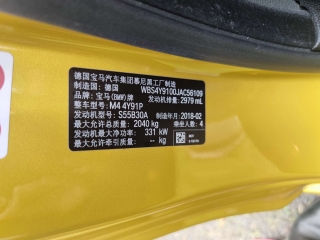 德国宝马汽车集团慕尼黑工厂制造
制造国：德国 WBS4Y9100JAC56109
品牌：宝马(BMW)牌 发动机排量：2979 mL
整车型号：M4 4Y91P
发动机型号：S55B30A 制造年月：2018-02
最大允许总质量：2040 kg 乘坐人数：4
发动机最大净功率：331 kW
最大允许牵引质量：-- kg